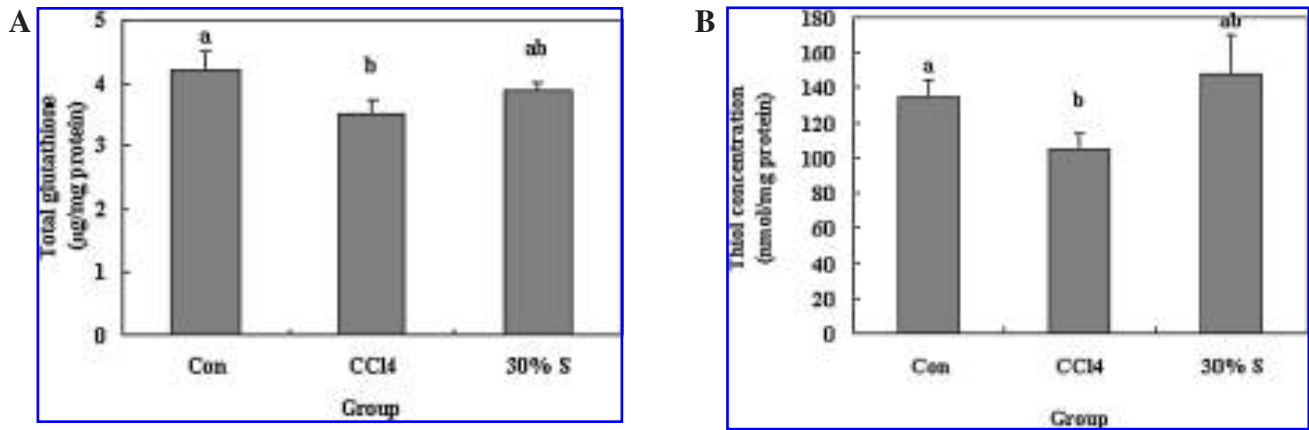 A
Total glutathione
(ug/mg protein)
5
4
3
2
1
0
a
b
ab
Con
CCl4
30% S
Group
B
Thiol concentration
(nmol/mg protein)
180
160
140
120
100
80
60
40
20
0
a
b
ab
Con
CCl4
30% S
Group